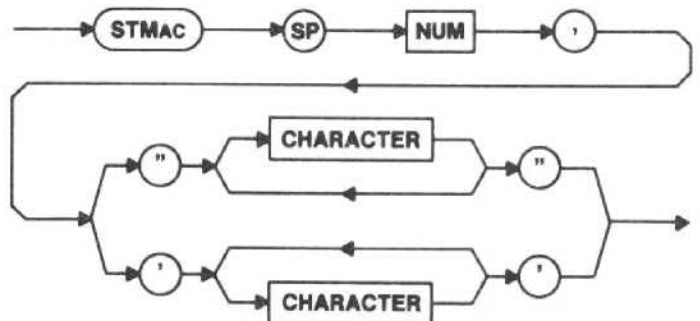 STMAC SP NUM ,
CHARACTER
" "
' '
CHARACTER